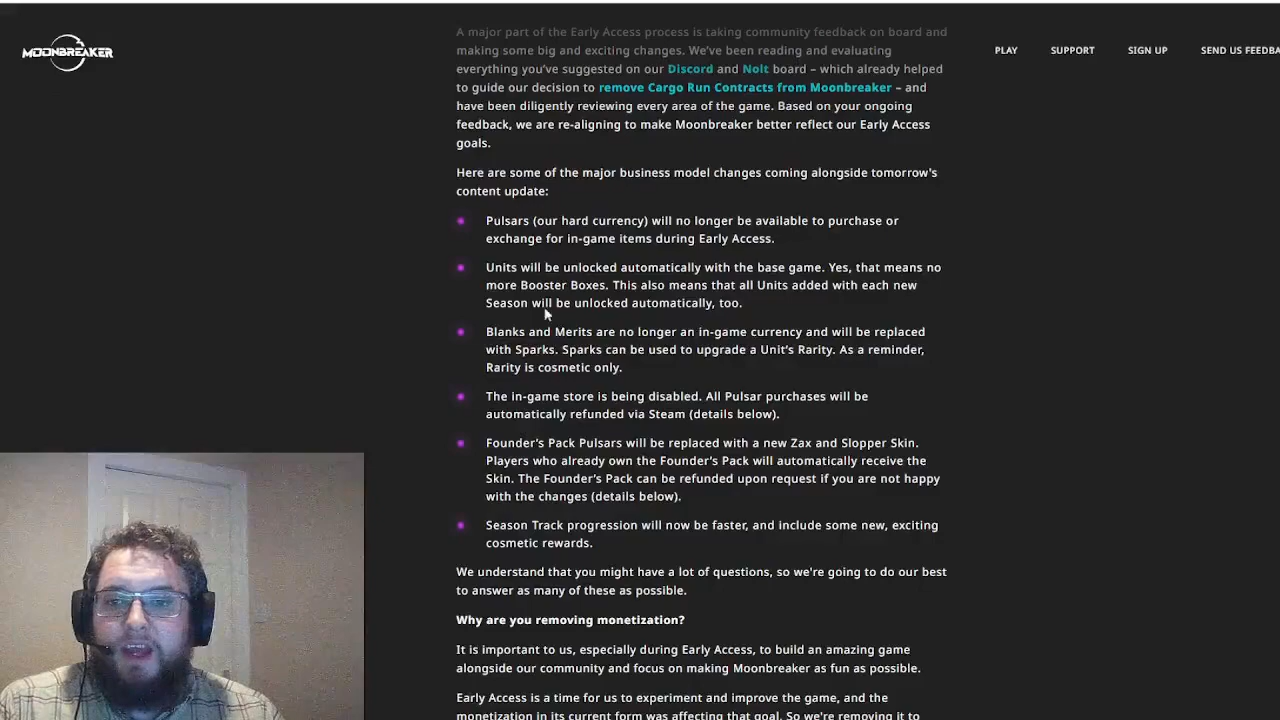 A major part of the Early Access process is taking community feedback on board and
MOONBREAKER
PLAY
SUPPORT
SIGN UP
SEND US FEEDBA
making some big and exciting changes. We've been reading and evaluating
everything you've suggested on our Discord and Nolt board – which already helped
to guide our decision to remove Cargo Run Contracts from Moonbreaker – and
have been diligently reviewing every area of the game. Based on your ongoing
feedback, we are re-aligning to make Moonbreaker better reflect our Early Access
goals.
Here are some of the major business model changes coming alongside tomorrow's
content update:
Pulsars (our hard currency) will no longer be available to purchase or
exchange for in-game items during Early Access.
Units will be unlocked automatically with the base game. Yes, that means no
more Booster Boxes. This also means that all Units added with each new
Season will be unlocked automatically, too.
Blanks and Merits are no longer an in-game currency and will be replaced
with Sparks. Sparks can be used to upgrade a Unit's Rarity. As a reminder,
Rarity is cosmetic only.
The in-game store is being disabled. All Pulsar purchases will be
automatically refunded via Steam (details below).
Founder's Pack Pulsars will be replaced with a new Zax and Slopper Skin.
Players who already own the Founder's Pack will automatically receive the
Skin. The Founder's Pack can be refunded upon request if you are not happy
with the changes (details below).
Season Track progression will now be faster, and include some new, exciting
cosmetic rewards.
We understand that you might have a lot of questions, so we're going to do our best
to answer as many of these as possible.
Why are you removing monetization?
It is important to us, especially during Early Access, to build an amazing game
alongside our community and focus on making Moonbreaker as fun as possible.
Early Access is a time for us to experiment and improve the game, and the
monetization in its current form was affecting that goal. So we're removing it to